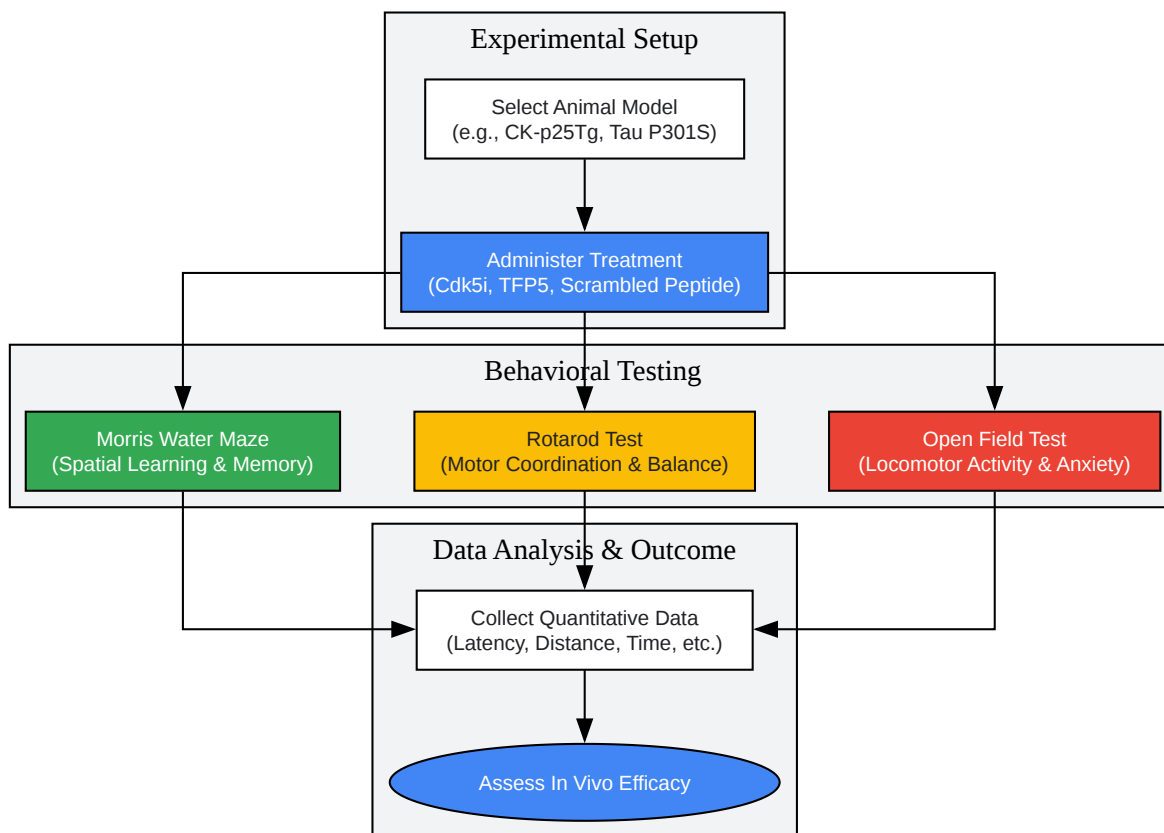 Experimental Setup
Select Animal Model
(e.g., CK-p25Tg, Tau P301S)
Administer Treatment
(Cdk5i, TFP5, Scrambled Peptide)
Behavioral Testing
Morris Water Maze
(Spatial Learning & Memory)
Rotarod Test
(Motor Coordination & Balance)
Open Field Test
(Locomotor Activity & Anxiety)
Data Analysis & Outcome
Collect Quantitative Data
(Latency, Distance, Time, etc.)
Assess In Vivo Efficacy